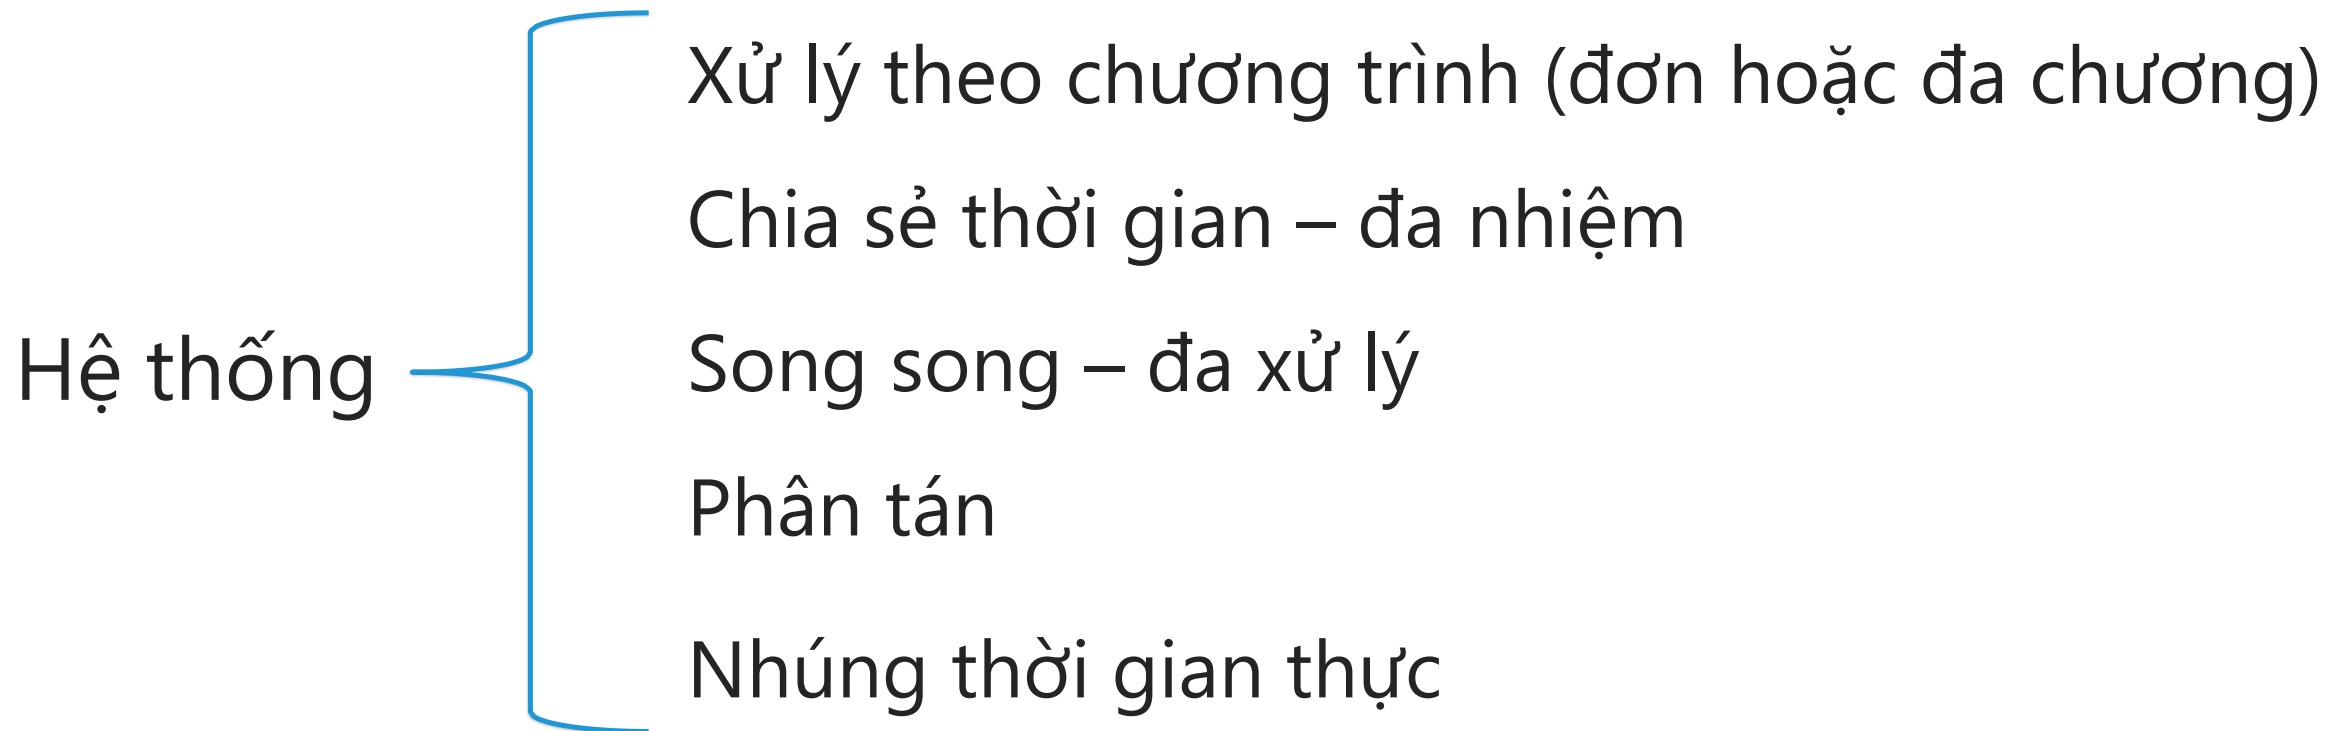 Xử lý theo chương trình (đơn hoặc đa chương)
Chia sẻ thời gian – đa nhiệm
Hệ thống
Song song – đa xử lý
Phân tán
Nhúng thời gian thực